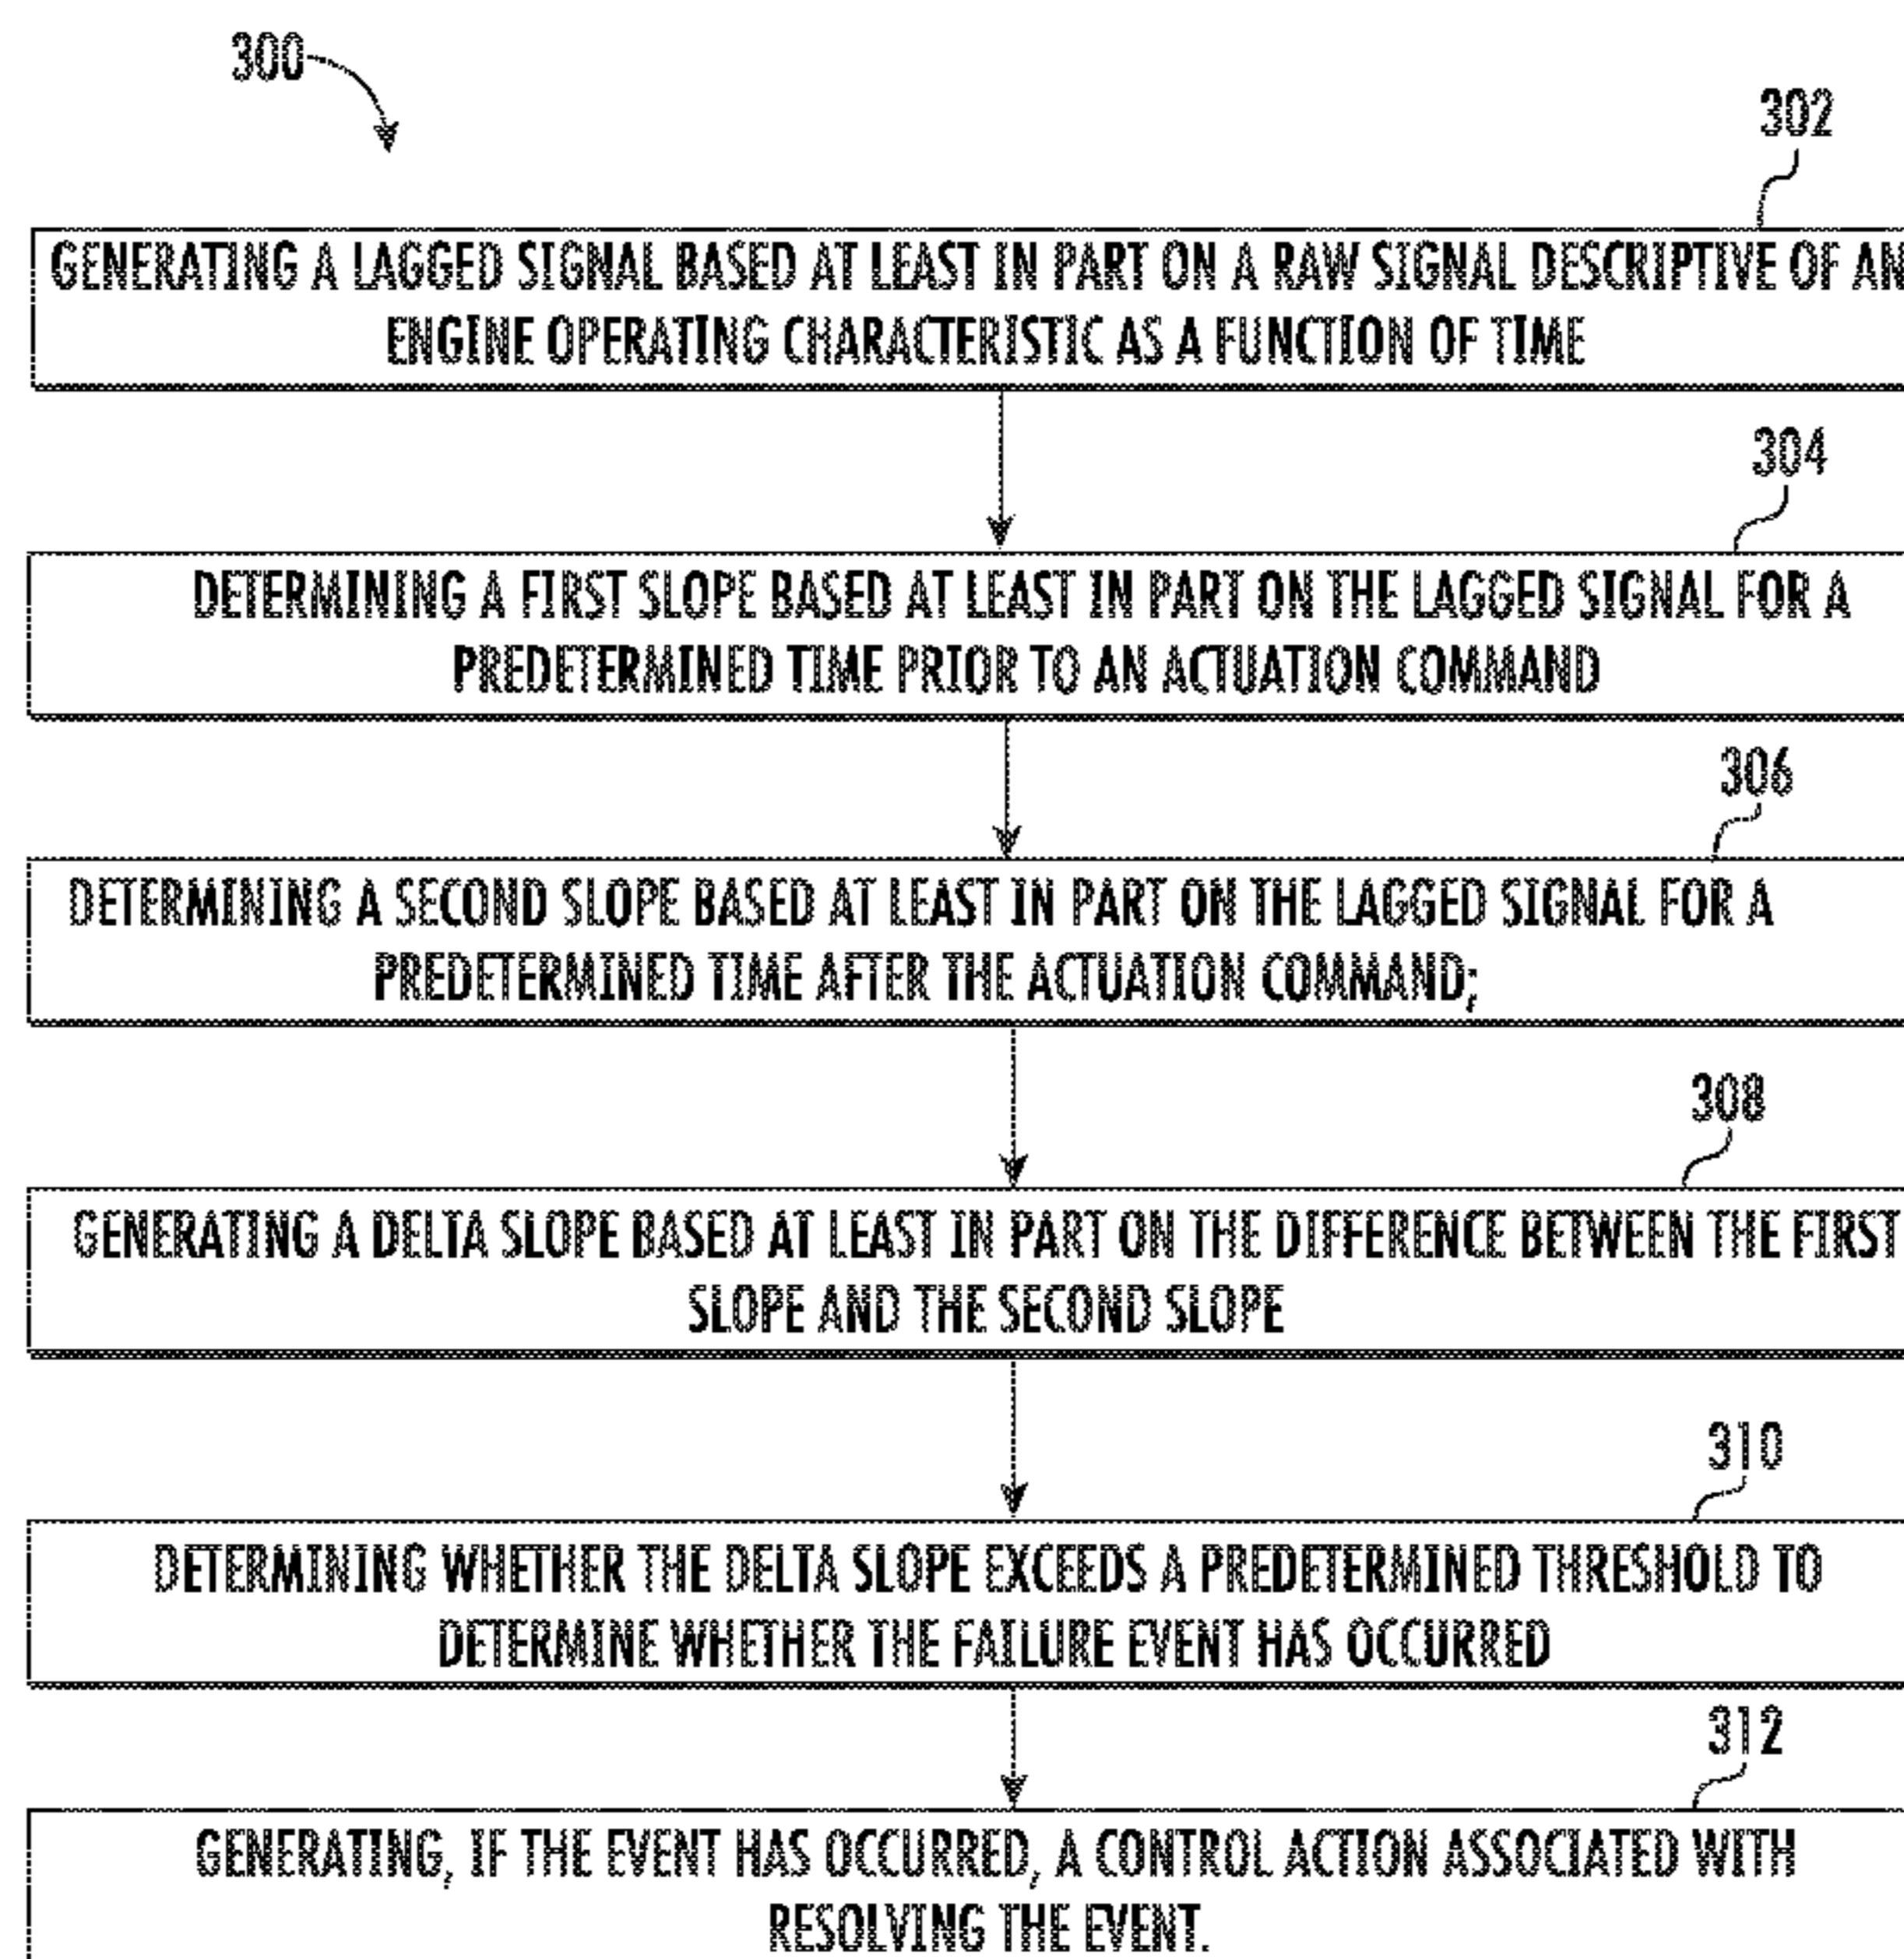 300
302
GENERATING A LAGGED SIGNAL BASED AT LEAST IN PART ON A RAW SIGNAL DESCRIPTIVE OF AN
ENGINE OPERATING CHARACTERISTIC AS A FUNCTION OF TIME
304
DETERMINING A FIRST SLOPE BASED AT LEAST IN PART ON THE LAGGED SIGNAL FOR A
PREDETERMINED TIME PRIOR TO AN ACTUATION COMMAND
306
DETERMINING A SECOND SLOPE BASED AT LEAST IN PART ON THE LAGGED SIGNAL FOR A
PREDETERMINED TIME AFTER THE ACTUATION COMMAND;
308
GENERATING A DELTA SLOPE BASED AT LEAST IN PART ON THE DIFFERENCE BETWEEN THE FIRST
SLOPE AND THE SECOND SLOPE
310
DETERMINING WHETHER THE DELTA SLOPE EXCEEDS A PREDETERMINED THRESHOLD TO
DETERMINE WHETHER THE FAILURE EVENT HAS OCCURRED
312
GENERATING, IF THE EVENT HAS OCCURRED, A CONTROL ACTION ASSOCIATED WITH
RESOLVING THE EVENT.